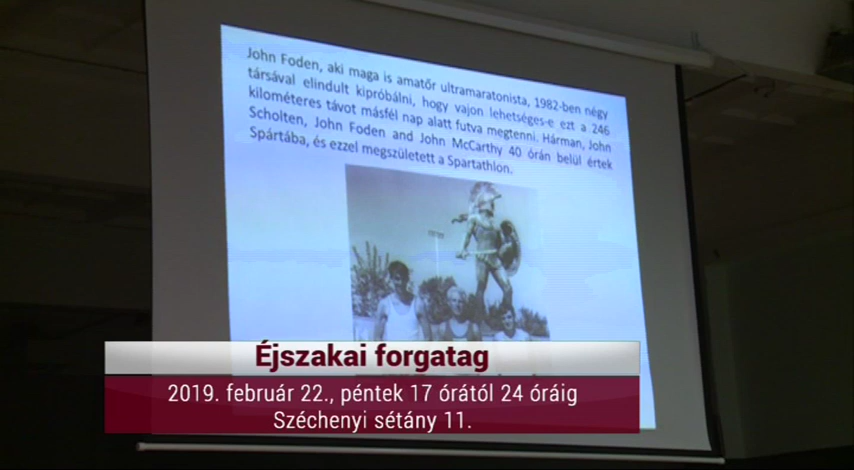 John Foden, aki maga is amatőr ultramaratonista, 1982-ben négy
társával elindult kipróbálni, hogy vajon lehetséges-e ezt a 246
kilométeres távot másfél nap alatt futva megtenni. Hárman, John
Scholten, John Foden and John McCarthy 40 órán belül értek
Spártába, és ezzel megszületett a Spartathlon.
Éjszakai forgatag
2019. február 22., péntek 17 órától 24 óráig
Széchenyi sétány 11.